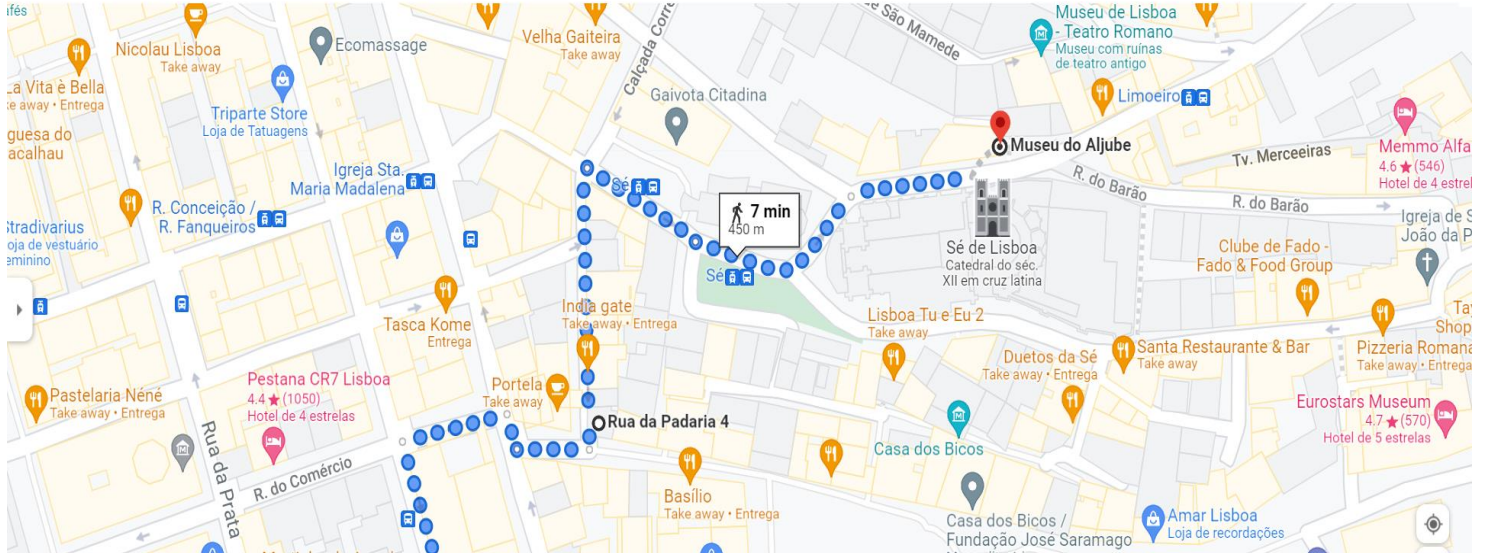 afés
Nicolau Lisboa
Take away
Ecomassage
Velha Gaiteira
Take away
Calçada Corre
de São Mamede
Museu de Lisboa
- Teatro Romano
Museu com ruínas
de teatro antigo
La Vita è Bella
ke away • Entrega
Triparte Store
Loja de Tatuagens
Gaivota Citadina
Limoeiro
guesa do
acalhau
Museu do Aljube
Tv. Merceeiras
Memmo Alfa
4.6 ★ (546)
Hotel de 4 estrel
Igreja Sta.
Maria Madalena
Sé
R. do Barão
R. do Barão
R. Conceição /
R. Fanqueiros
7 min
450 m
Stradivarius
oja de vestuário
eminino
Sé de Lisboa
Catedral do séc.
XII em cruz latina
Igreja de S
João da P
Clube de Fado -
Fado & Food Group
Sé
India gate
Take away • Entrega
Tasca Kome
Entrega
Lisboa Tu e Eu 2
Take away
Ta
Shop
Duetos da Sé
Take away • Entrega
Santa Restaurante & Bar
Take away
Pizzeria Romana
Take away • Entrega
Pastelaria Néné
Take away • Entrega
Pestana CR7 Lisboa
4.4 ★ (1050)
Hotel de 4 estrelas
Portela
Take away
Rua da Padaria 4
Eurostars Museum
4.7 ★ (570)
Hotel de 5 estrelas
Rua da Prata
R. do Comércio
Casa dos Bicos
Basílio
Take away • Entrega
Casa dos Bicos /
Fundação José Saramago
Amar Lisboa
Loja de recordações